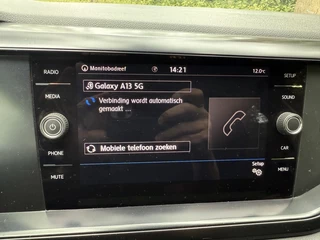 RADIO
MEDIA
PHONE
MUTE
Manitobadreef 14:21 12.0°C
Galaxy A13 5G
Verbinding wordt automatisch
gemaakt ...
Mobiele telefoon zoeken
Setup
SETUP
SOUND
CAR
MENU